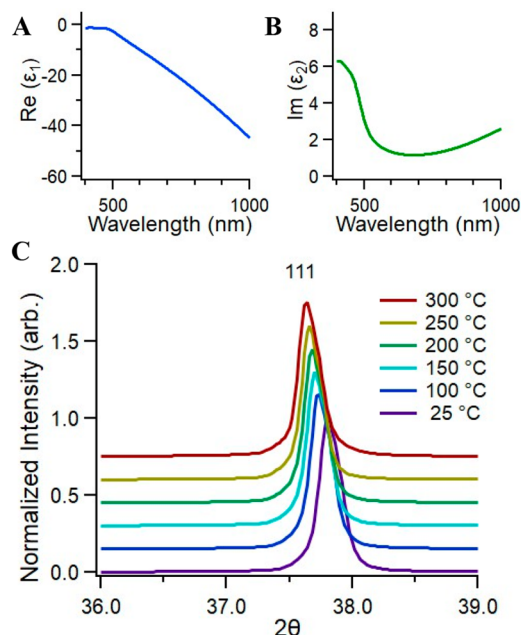 A
0
-20
-40
-60
Re (ε1)
500
1000
Wavelength (nm)
B
8
6
4
2
0
Im (ε2)
500
1000
Wavelength (nm)
C
2.0
1.5
1.0
0.5
0.0
Normalized Intensity (arb.)
111
300 °C
250 °C
200 °C
150 °C
100 °C
25 °C
36.0
37.0
38.0
39.0
2θ